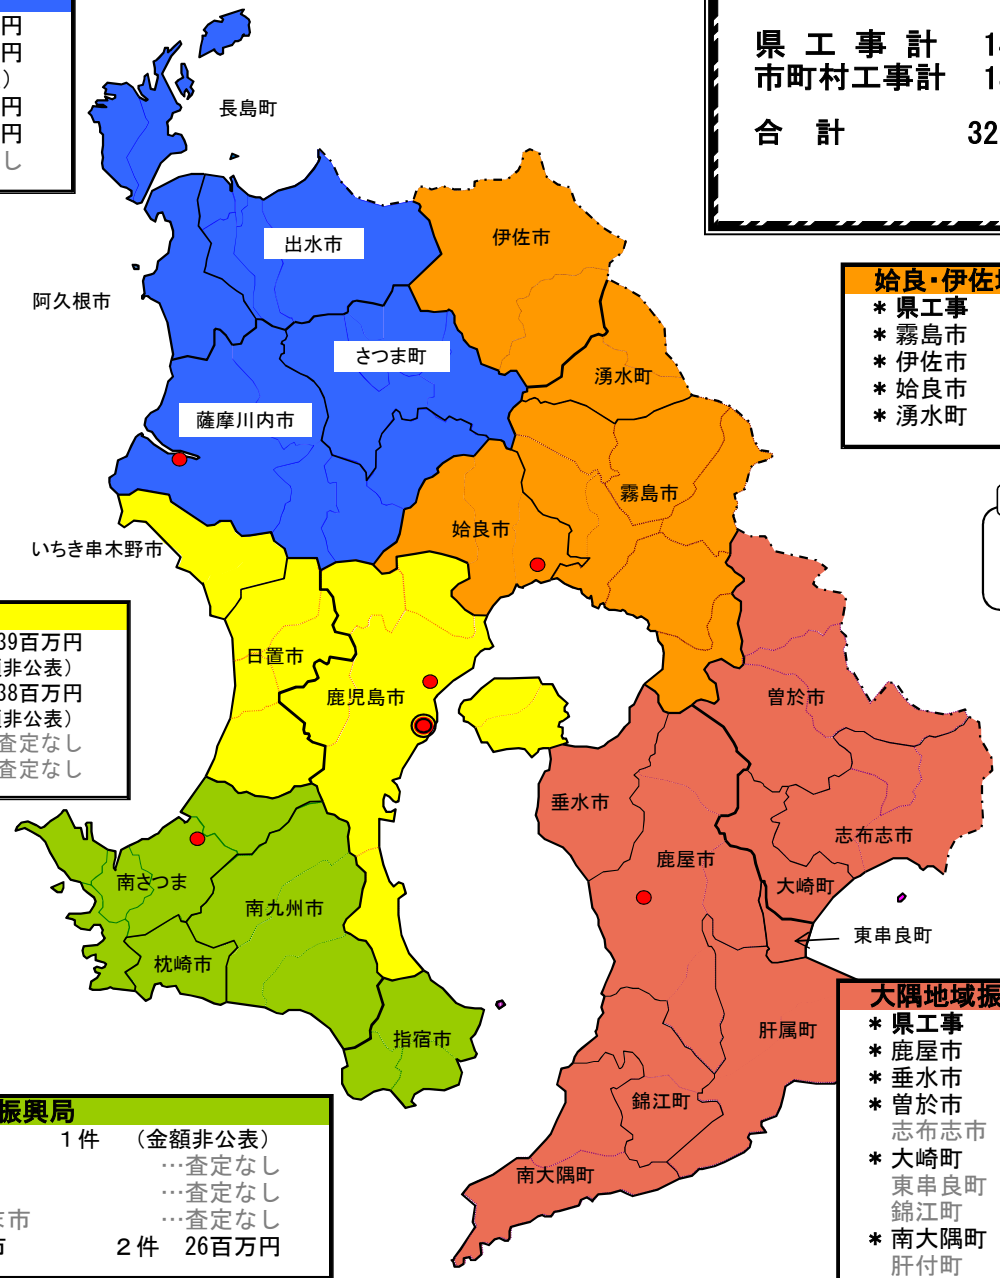 円
円
）
円
円
し
県 工 事 計
市町村工事計
合 計 32
長島町
出水市
伊佐市
阿久根市
さつま町
湧水町
薩摩川内市
霧島市
姶良市
いちき串木野市
日置市
鹿児島市
曽於市
垂水市
志布志市
鹿屋市
大崎町
南さつま
南九州市
東串良町
枕崎市
指宿市
肝属町
錦江町
南大隅町
姶良・伊佐
* 県工事
* 霧島市
* 伊佐市
* 姶良市
* 湧水町
39百万円
非公表）
38百万円
非公表）
査定なし
査定なし
振興局
1件 （金額非公表）
…査定なし
…査定なし
市 …査定なし
2件 26百万円
大隅地域振
* 県工事
* 鹿屋市
* 垂水市
* 曽於市
志布志市
* 大崎町
東串良町
錦江町
* 南大隅町
肝付町